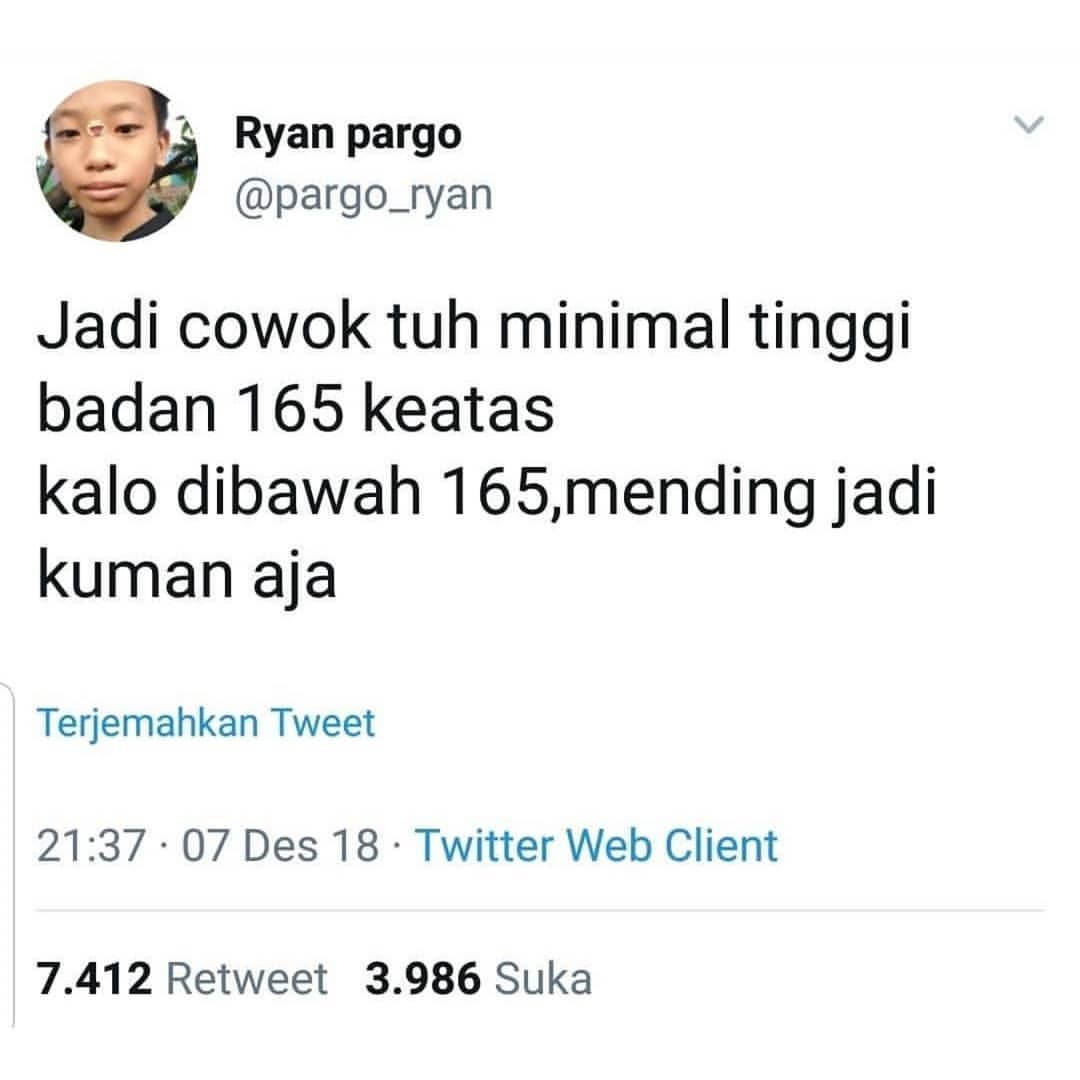 Ryan pargo
@pargo_ryan
Jadi cowok tuh minimal tinggi
badan 165 keatas
kalo dibawah 165,mending jadi
kuman aja
Terjemahkan Tweet
21:37 · 07 Des 18 · Twitter Web Client
7.412 Retweet 3.986 Suka